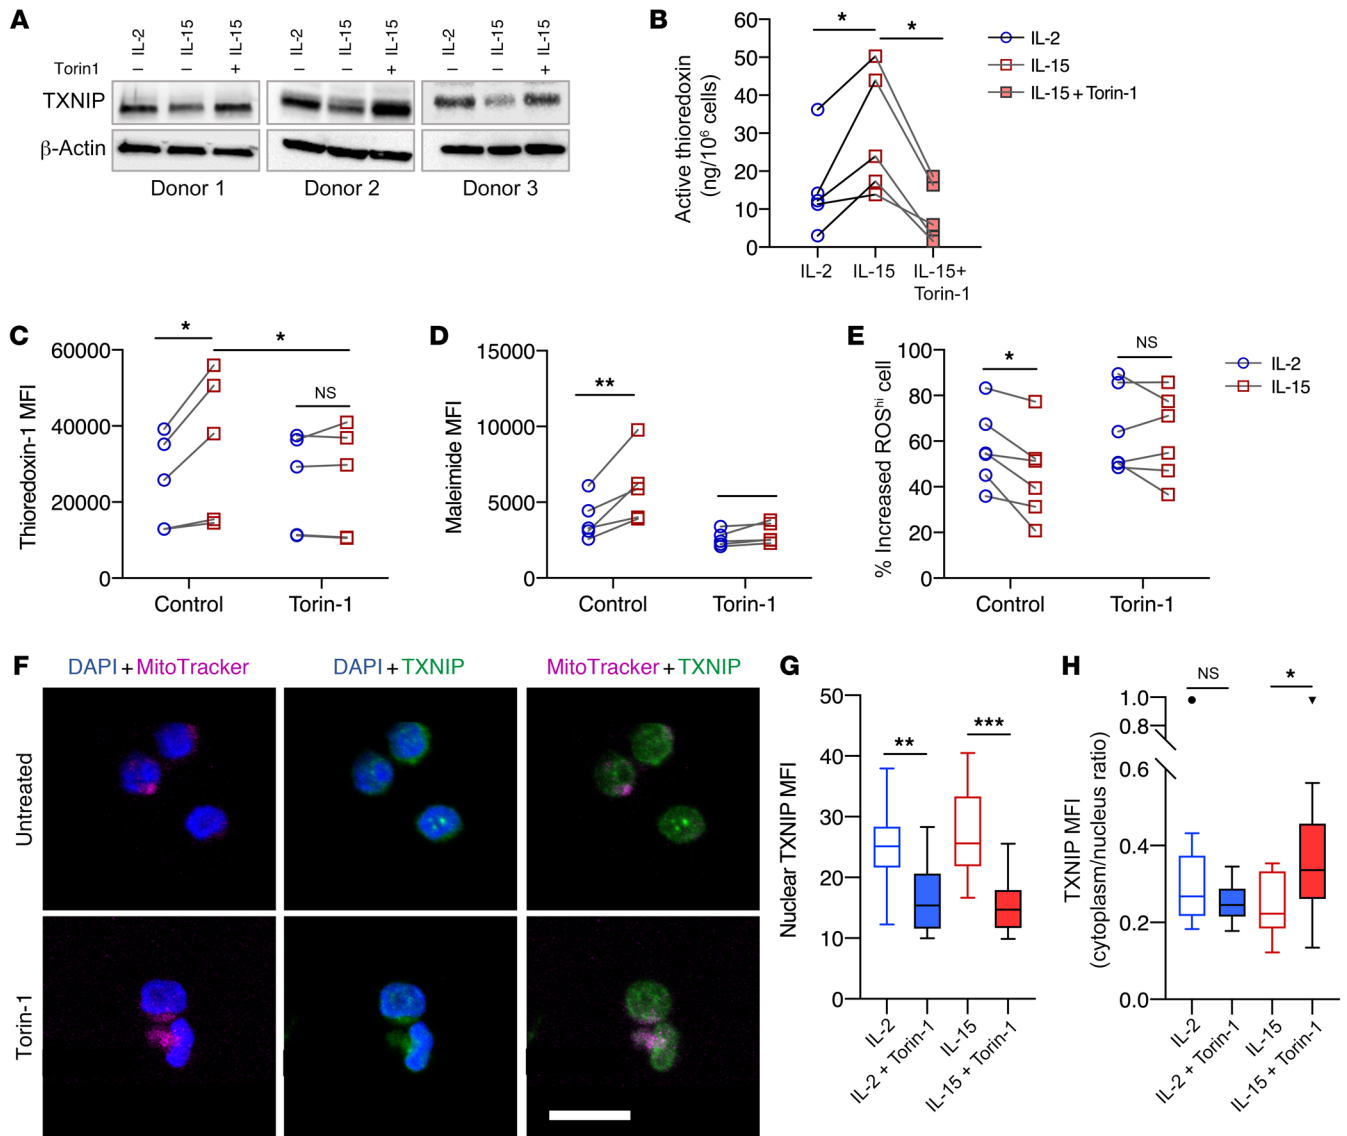 A
IL-2
IL-15
IL-15
IL-2
IL-15
IL-15
IL-2
IL-15
IL-15
Torin1 – – + – – + – – +
TXNIP
β-Actin
Donor 1 Donor 2 Donor 3
B
Active thioredoxin
(ng/10⁶ cells)
60
50
40
30
20
10
0
* *
IL-2 IL-15 IL-15+
Torin-1
IL-2
IL-15
IL-15 + Torin-1
C
Thioredoxin-1 MFI
60000
40000
20000
0
* *
NS
Control Torin-1
D
Maleimide MFI
15000
10000
5000
0
**
Control Torin-1
E
% Increased ROSʰⁱ cell
100
80
60
40
20
0
* NS
Control Torin-1
IL-2
IL-15
F
DAPI + MitoTracker DAPI + TXNIP MitoTracker + TXNIP
Untreated
Torin-1
G
Nuclear TXNIP MFI
50
40
30
20
10
0
** ***
IL-2
IL-2 + Torin-1
IL-15
IL-15 + Torin-1
H
TXNIP MFI
(cytoplasm/nucleus ratio)
1.0
0.8
0.6
0.4
0.2
0.0
NS *
IL-2
IL-2 + Torin-1
IL-15
IL-15 + Torin-1